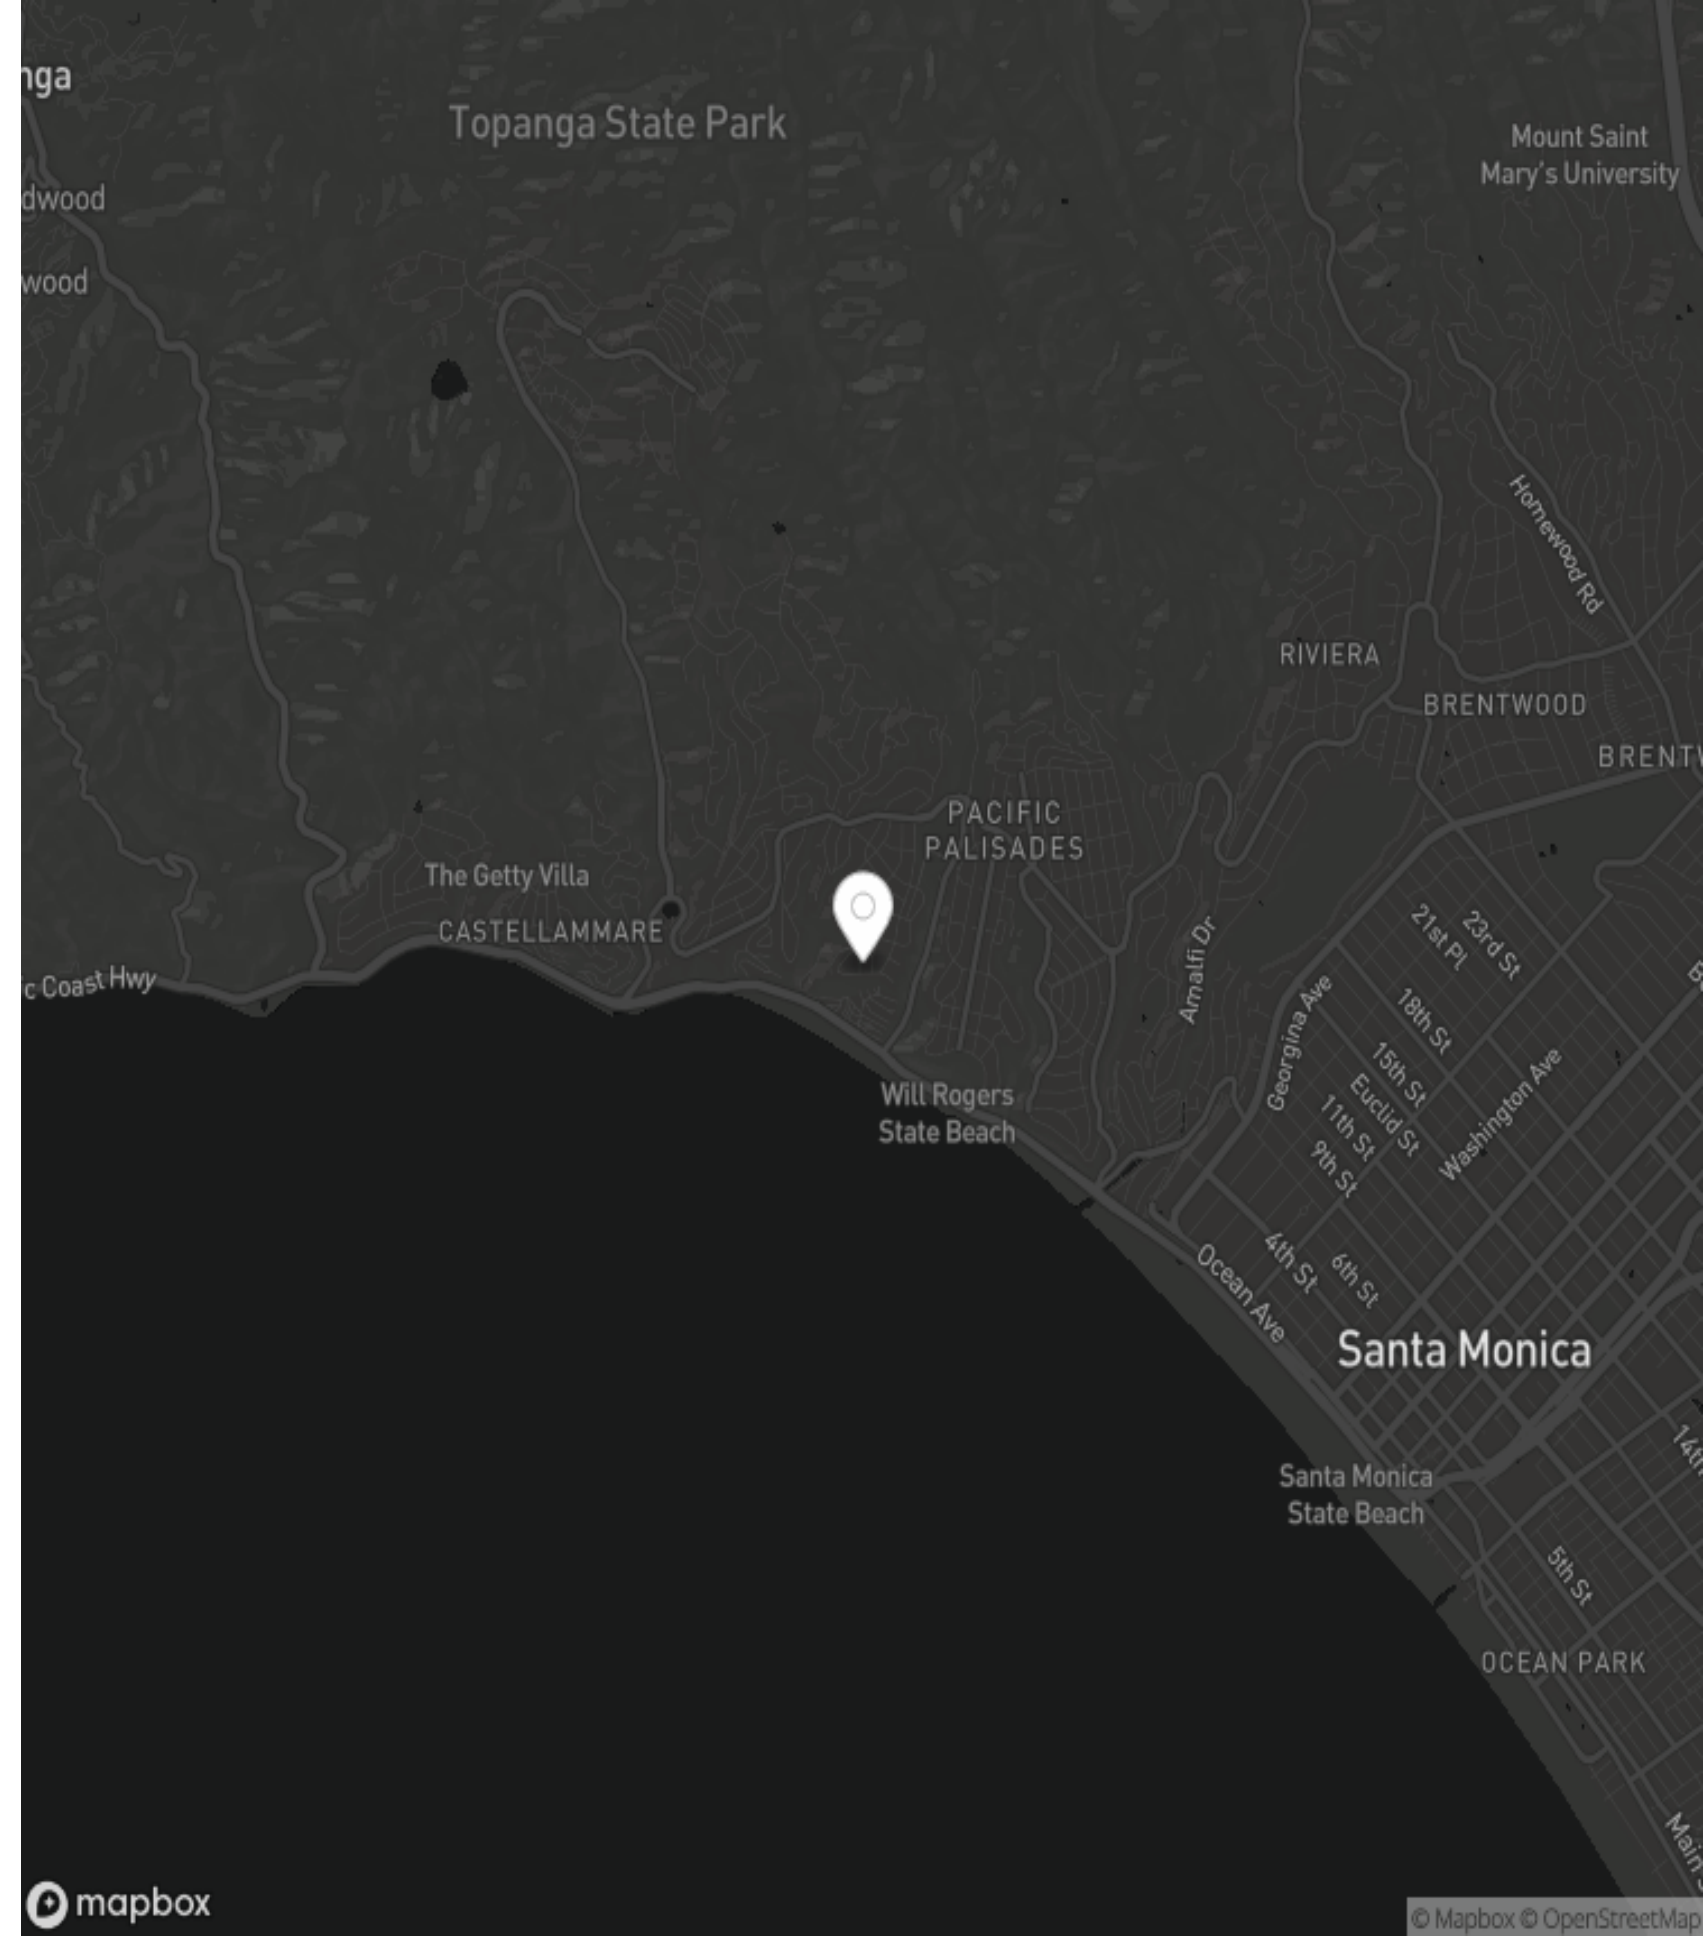 nga
Topanga State Park
Mount Saint
Mary's University
dwood
wood
Homewood Rd
RIVIERA
BRENTWOOD
BRENTW
PACIFIC
PALISADES
The Getty Villa
CASTELLAMMARE
c Coast Hwy
Amalfi Dr
23rd St
21st Pl
18th St
Georgina Ave
15th St
Euclid St
11th St
9th St
Washington Ave
Will Rogers
State Beach
4th St
6th St
Ocean Ave
Santa Monica
14th
Santa Monica
State Beach
5th St
OCEAN PARK
Main
mapbox
© Mapbox © OpenStreetMap